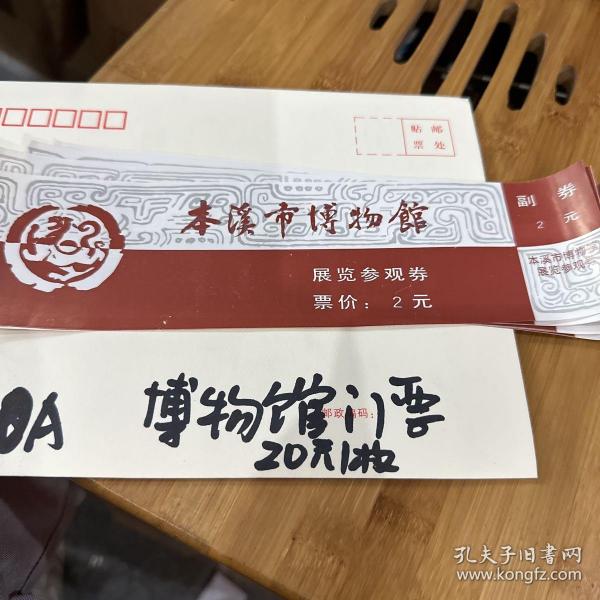 贴 邮
票 处
本溪市博物館
展览参观券
票价：2元
副 券
2 元
本溪市博物
展览参观
0A
博物馆门票
邮政编码：
20元1枚
孔夫子旧书网
www.kongfz.com